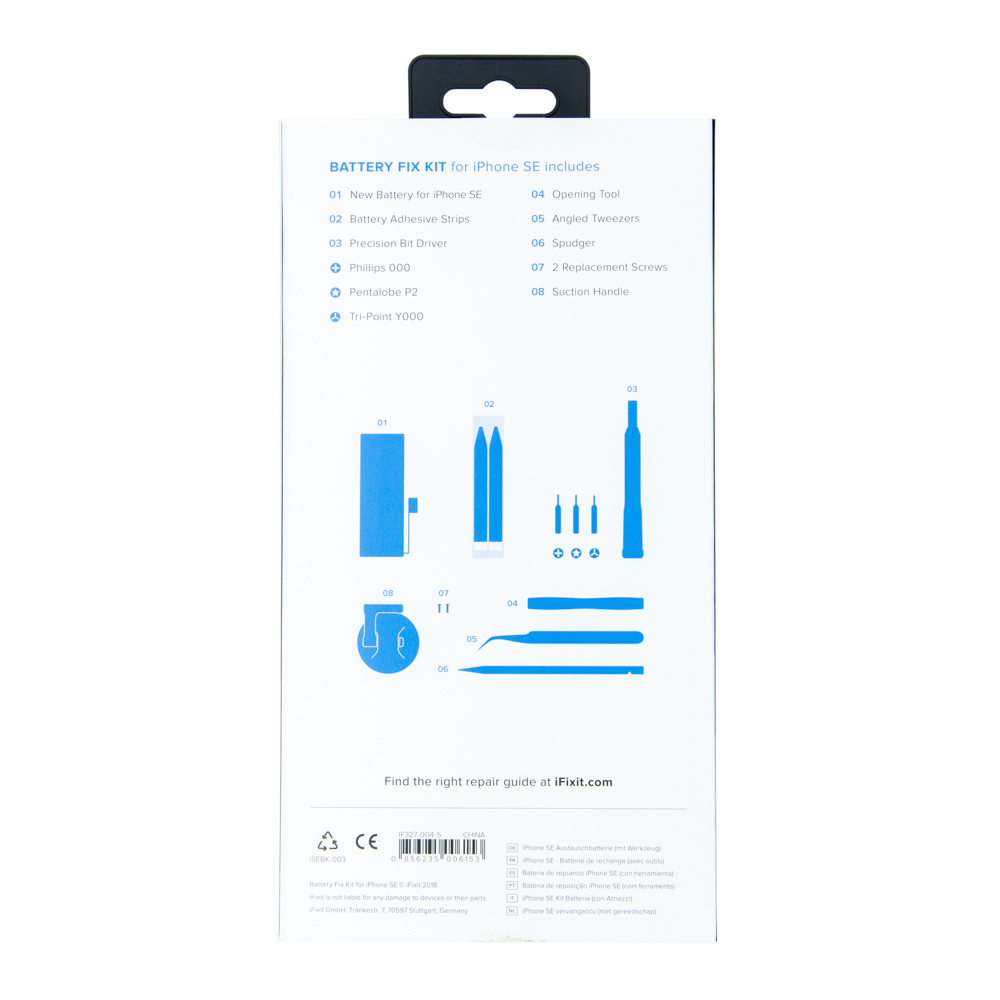 BATTERY FIX KIT for iPhone SE includes
01 New Battery for iPhone SE
02 Battery Adhesive Strips
03 Precision Bit Driver
Phillips 000
Pentalobe P2
Tri-Point Y000
04 Opening Tool
05 Angled Tweezers
06 Spudger
07 2 Replacement Screws
08 Suction Handle
03
02
01
08
07
04
05
06
Find the right repair guide at iFixit.com
IF327-004-5 CHINA
CE
ISEBK-003
0 856235 006153
Battery Fix Kit for iPhone SE © iFixit 2018.
iFixit is not liable for any damage to devices or their parts.
iFixit GmbH, Tränkestr. 7, 70597 Stuttgart, Germany
DE iPhone SE Austauschbatterie (mit Werkzeug)
FR iPhone SE - Batterie de rechange (avec outils)
ES Batería de repuesto iPhone SE (con herramienta)
PT Bateria de reposição iPhone SE (com ferramenta)
IT iPhone SE Kit Batteria (con Attrezzi)
NL iPhone SE vervangaccu (met gereedschap)